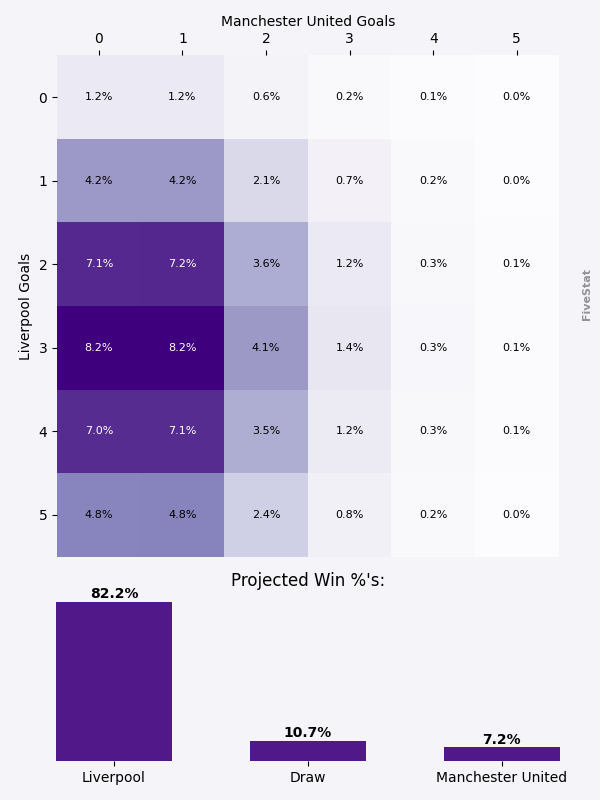 Manchester United Goals
0 1 2 3 4 5
0 1.2% 1.2% 0.6% 0.2% 0.1% 0.0%
1 4.2% 4.2% 2.1% 0.7% 0.2% 0.0%
2 7.1% 7.2% 3.6% 1.2% 0.3% 0.1%
3 8.2% 8.2% 4.1% 1.4% 0.3% 0.1%
4 7.0% 7.1% 3.5% 1.2% 0.3% 0.1%
5 4.8% 4.8% 2.4% 0.8% 0.2% 0.0%
Liverpool Goals
FiveStat
Projected Win %'s:
82.2% 10.7% 7.2%
Liverpool Draw Manchester United